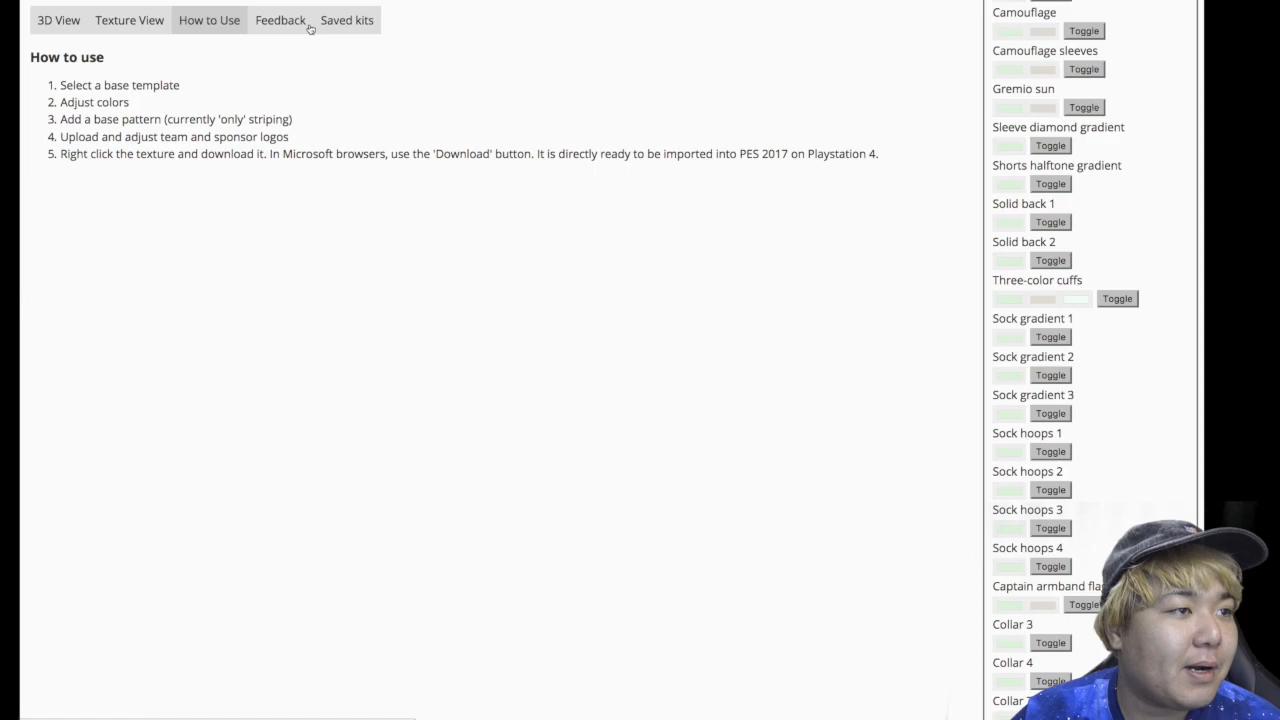 3D View Texture View How to Use Feedback Saved kits
How to use
1. Select a base template
2. Adjust colors
3. Add a base pattern (currently 'only' striping)
4. Upload and adjust team and sponsor logos
5. Right click the texture and download it. In Microsoft browsers, use the 'Download' button. It is directly ready to be imported into PES 2017 on Playstation 4.
Camouflage
Toggle
Camouflage sleeves
Toggle
Gremio sun
Toggle
Sleeve diamond gradient
Toggle
Shorts halftone gradient
Toggle
Solid back 1
Toggle
Solid back 2
Toggle
Three-color cuffs
Toggle
Sock gradient 1
Toggle
Sock gradient 2
Toggle
Sock gradient 3
Toggle
Sock hoops 1
Toggle
Sock hoops 2
Toggle
Sock hoops 3
Toggle
Sock hoops 4
Toggle
Captain armband
Toggle
Collar 3
Toggle
Collar 4
Toggle
Collar